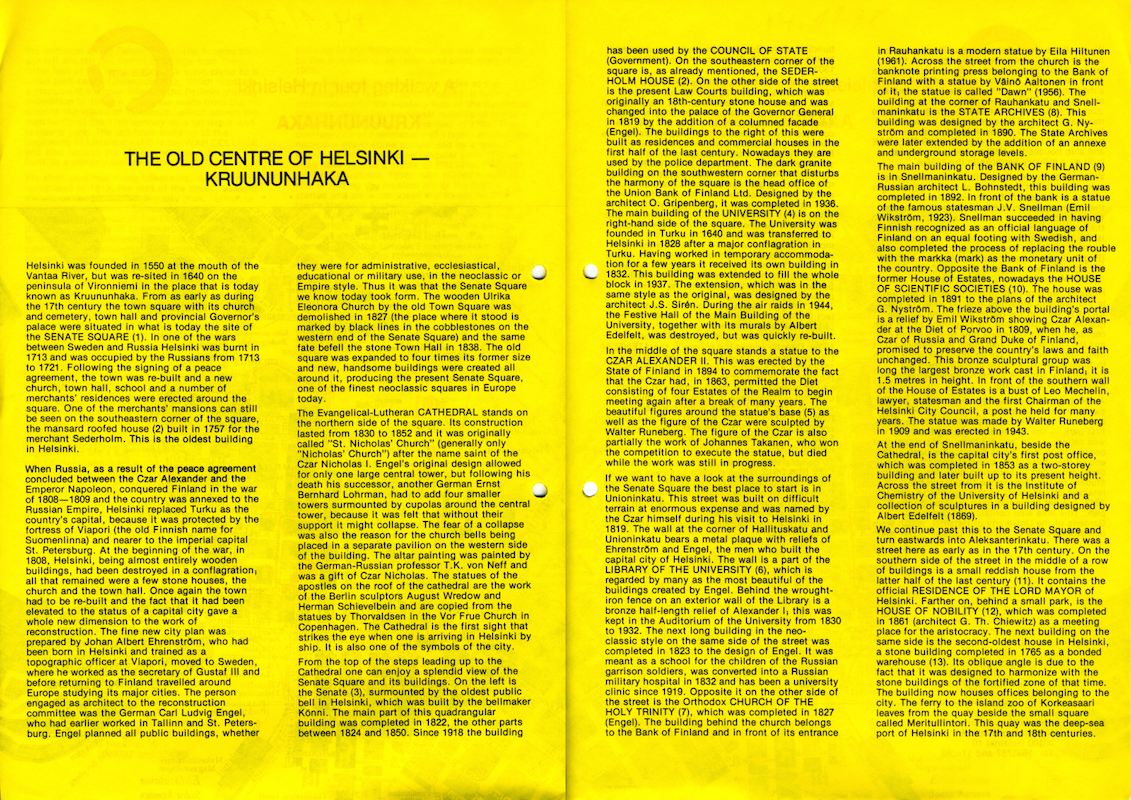 THE OLD CENTRE OF HELSINKI —
KRUUNUNHAKA
Helsinki was founded in 1550 at the mouth of the
Vantaa River, but was re-sited in 1640 on the
peninsula of Vironniemi in the place that is today
known as Kruununhaka. From as early as during
the 17th century the town square with its church
and cemetery, town hall and provincial Governor's
palace were situated in what is today the site of
the SENATE SQUARE (1). In one of the wars
between Sweden and Russia Helsinki was burnt in
1713 and was occupied by the Russians from 1713
to 1721. Following the signing of a peace
agreement, the town was re-built and a new
church, town hall, school and a number of
merchants' residences were erected around the
square. One of the merchants' mansions can still
be seen on the southeastern corner of the square,
the mansard roofed house (2) built in 1757 for the
merchant Sederholm. This is the oldest building
in Helsinki.
When Russia, as a result of the peace agreement
concluded between the Czar Alexander and the
Emperor Napoleon, conquered Finland in the war
of 1808—1809 and the country was annexed to the
Russian Empire, Helsinki replaced Turku as the
country's capital, because it was protected by the
fortress of Viapori (the old Finnish name for
Suomenlinna) and nearer to the imperial capital
St. Petersburg. At the beginning of the war, in
1808, Helsinki, being almost entirely wooden
buildings, had been destroyed in a conflagration;
all that remained were a few stone houses, the
church and the town hall. Once again the town
had to be re-built and the fact that it had been
elevated to the status of a capital city gave a
whole new dimension to the work of
reconstruction. The fine new city plan was
prepared by Johan Albert Ehrenström, who had
been born in Helsinki and trained as a
topographic officer at Viapori, moved to Sweden,
where he worked as the secretary of Gustaf III and
before returning to Finland travelled around
Europe studying its major cities. The person
engaged as architect to the reconstruction
committee was the German Carl Ludvig Engel,
who had earlier worked in Tallinn and St. Peters-
burg. Engel planned all public buildings, whether
they were for administrative, ecclesiastical,
educational or military use, in the neoclassic or
Empire style. Thus it was that the Senate Square
we know today took form. The wooden Ulrika
Eleonora Church by the old Town Square was
demolished in 1827 (the place where it stood is
marked by black lines in the cobblestones on the
western end of the Senate Square) and the same
fate befell the stone Town Hall in 1838. The old
square was expanded to four times its former size
and new, handsome buildings were created all
around it, producing the present Senate Square,
one of the finest neoclassic squares in Europe
today.
The Evangelical-Lutheran CATHEDRAL stands on
the northern side of the square. Its construction
lasted from 1830 to 1852 and it was originally
called "St. Nicholas' Church" (generally only
"Nicholas' Church") after the name saint of the
Czar Nicholas I. Engel's original design allowed
for only one large central tower, but following his
death his successor, another German Ernst
Bernhard Lohrman, had to add four smaller
towers surmounted by cupolas around the central
tower, because it was felt that without their
support it might collapse. The fear of a collapse
was also the reason for the church bells being
placed in a separate pavilion on the western side
of the building. The altar painting was painted by
the German-Russian professor T.K. von Neff and
was a gift of Czar Nicholas. The statues of the
apostles on the roof of the cathedral are the work
of the Berlin sculptors August Wredow and
Herman Schievelbein and are copied from the
statues by Thorvaldsen in the Vor Frue Church in
Copenhagen. The Cathedral is the first sight that
strikes the eye when one is arriving in Helsinki by
ship. It is also one of the symbols of the city.
From the top of the steps leading up to the
Cathedral one can enjoy a splendid view of the
Senate Square and its buildings. On the left is
the Senate (3), surmounted by the oldest public
bell in Helsinki, which was built by the bellmaker
Könni. The main part of this quadrangular
building was completed in 1822, the other parts
between 1824 and 1850. Since 1918 the building
has been used by the COUNCIL OF STATE
(Government). On the southeastern corner of the
square is, as already mentioned, the SEDER-
HOLM HOUSE (2). On the other side of the street
is the present Law Courts building, which was
originally an 18th-century stone house and was
changed into the palace of the Governor General
in 1819 by the addition of a columned facade
(Engel). The buildings to the right of this were
built as residences and commercial houses in the
first half of the last century. Nowadays they are
used by the police department. The dark granite
building on the southwestern corner that disturbs
the harmony of the square is the head office of
the Union Bank of Finland Ltd. Designed by the
architect O. Gripenberg, it was completed in 1936.
The main building of the UNIVERSITY (4) is on the
right-hand side of the square. The University was
founded in Turku in 1640 and was transferred to
Helsinki in 1828 after a major conflagration in
Turku. Having worked in temporary accommoda-
tion for a few years it received its own building in
1832. This building was extended to fill the whole
block in 1937. The extension, which was in the
same style as the original, was designed by the
architect J.S. Sirén. During the air raids in 1944,
the Festive Hall of the Main Building of the
University, together with its murals by Albert
Edelfelt, was destroyed, but was quickly re-built.
In the middle of the square stands a statue to the
CZAR ALEXANDER II. This was erected by the
State of Finland in 1894 to commemorate the fact
that the Czar had, in 1863, permitted the Diet
consisting of four Estates of the Realm to begin
meeting again after a break of many years. The
beautiful figures around the statue's base (5) as
well as the figure of the Czar were sculpted by
Walter Runeberg. The figure of the Czar is also
partially the work of Johannes Takanen, who won
the competition to execute the statue, but died
while the work was still in progress.
If we want to have a look at the surroundings of
the Senate Square the best place to start is in
Unioninkatu. This street was built on difficult
terrain at enormous expense and was named by
the Czar himself during his visit to Helsinki in
1819. The wall at the corner of Hallituskatu and
Unioninkatu bears a metal plaque with reliefs of
Ehrenström and Engel, the men who built the
capital city of Helsinki. The wall is a part of the
LIBRARY OF THE UNIVERSITY (6), which is
regarded by many as the most beautiful of the
buildings created by Engel. Behind the wrought-
iron fence on an exterior wall of the Library is a
bronze half-length relief of Alexander I; this was
kept in the Auditorium of the University from 1830
to 1932. The next long building in the neo-
classic style on the same side of the street was
completed in 1823 to the design of Engel. It was
meant as a school for the children of the Russian
garrison soldiers, was converted into a Russian
military hospital in 1832 and has been a university
clinic since 1919. Opposite it on the other side of
the street is the Orthodox CHURCH OF THE
HOLY TRINITY (7), which was completed in 1827
(Engel). The building behind the church belongs
to the Bank of Finland and in front of its entrance
in Rauhankatu is a modern statue by Eila Hiltunen
(1961). Across the street from the church is the
banknote printing press belonging to the Bank of
Finland with a statue by Väinö Aaltonen in front
of it; the statue is called "Dawn" (1956). The
building at the corner of Rauhankatu and Snell-
maninkatu is the STATE ARCHIVES (8). This
building was designed by the architect G. Ny-
ström and completed in 1890. The State Archives
were later extended by the addition of an annexe
and underground storage levels.
The main building of the BANK OF FINLAND (9)
is in Snellmaninkatu. Designed by the German-
Russian architect L. Bohnstedt, this building was
completed in 1892. In front of the bank is a statue
of the famous statesman J.V. Snellman (Emil
Wikström, 1923). Snellman succeeded in having
Finnish recognized as an official language of
Finland on an equal footing with Swedish, and
also completed the process of replacing the rouble
with the markka (mark) as the monetary unit of
the country. Opposite the Bank of Finland is the
former House of Estates, nowadays the HOUSE
OF SCIENTIFIC SOCIETIES (10). The house was
completed in 1891 to the plans of the architect
G. Nyström. The frieze above the building's portal
is a relief by Emil Wikström showing Czar Alexan-
der at the Diet of Porvoo in 1809, when he, as
Czar of Russia and Grand Duke of Finland,
promised to preserve the country's laws and faith
unchanged. This bronze sculptural group was
long the largest bronze work cast in Finland; it is
1.5 metres in height. In front of the southern wall
of the House of Estates is a bust of Leo Mechelin,
lawyer, statesman and the first Chairman of the
Helsinki City Council, a post he held for many
years. The statue was made by Walter Runeberg
in 1909 and was erected in 1943.
At the end of Snellmaninkatu, beside the
Cathedral, is the capital city's first post office,
which was completed in 1853 as a two-storey
building and later built up to its present height.
Across the street from it is the Institute of
Chemistry of the University of Helsinki and a
collection of sculptures in a building designed by
Albert Edelfelt (1869).
We continue past this to the Senate Square and
turn eastwards into Aleksanterinkatu. There was a
street here as early as in the 17th century. On the
southern side of the street in the middle of a row
of buildings is a small reddish house from the
latter half of the last century (11). It contains the
official RESIDENCE OF THE LORD MAYOR of
Helsinki. Farther on, behind a small park, is the
HOUSE OF NOBILITY (12), which was completed
in 1861 (architect G. Th. Chiewitz) as a meeting
place for the aristocracy. The next building on the
same side is the second-oldest house in Helsinki,
a stone building completed in 1765 as a bonded
warehouse (13). Its oblique angle is due to the
fact that it was designed to harmonize with the
stone buildings of the fortified zone of that time.
The building now houses offices belonging to the
city. The ferry to the island zoo of Korkeasaari
leaves from the quay beside the small square
called Meritullintori. This quay was the deep-sea
port of Helsinki in the 17th and 18th centuries.